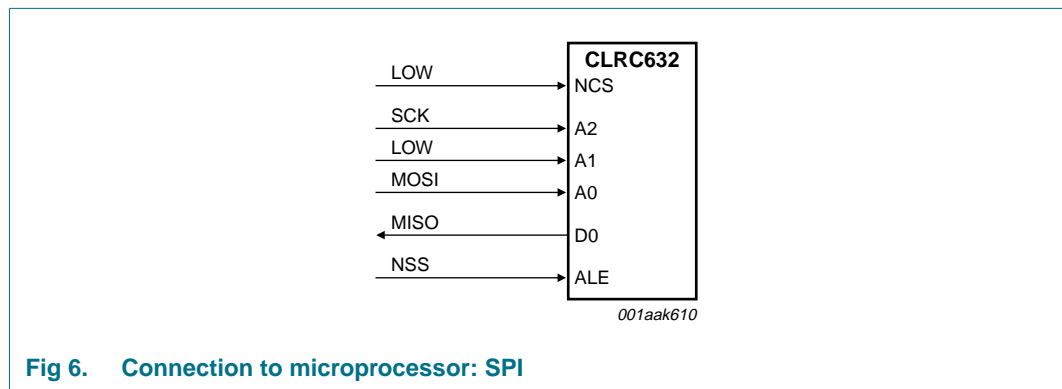 CLRC632
LOW
NCS
SCK
A2
LOW
A1
MOSI
A0
MISO
D0
NSS
ALE
001aak610
Fig 6. Connection to microprocessor: SPI